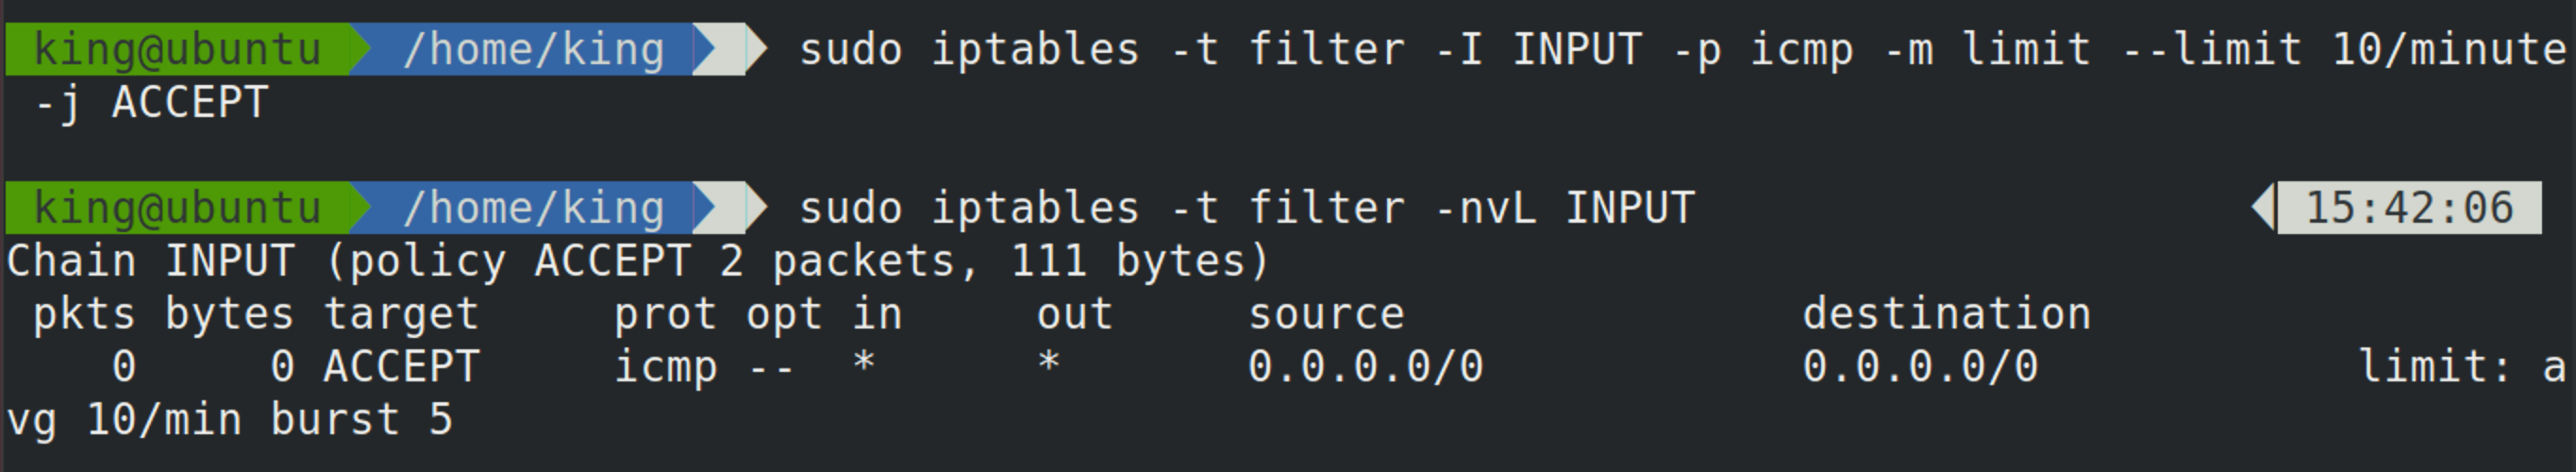 king@ubuntu /home/king sudo iptables -t filter -I INPUT -p icmp -m limit --limit 10/minute
-j ACCEPT
king@ubuntu /home/king sudo iptables -t filter -nvL INPUT 15:42:06
Chain INPUT (policy ACCEPT 2 packets, 111 bytes)
pkts bytes target prot opt in out source destination
0 0 ACCEPT icmp -- * * 0.0.0.0/0 0.0.0.0/0 limit: a
vg 10/min burst 5